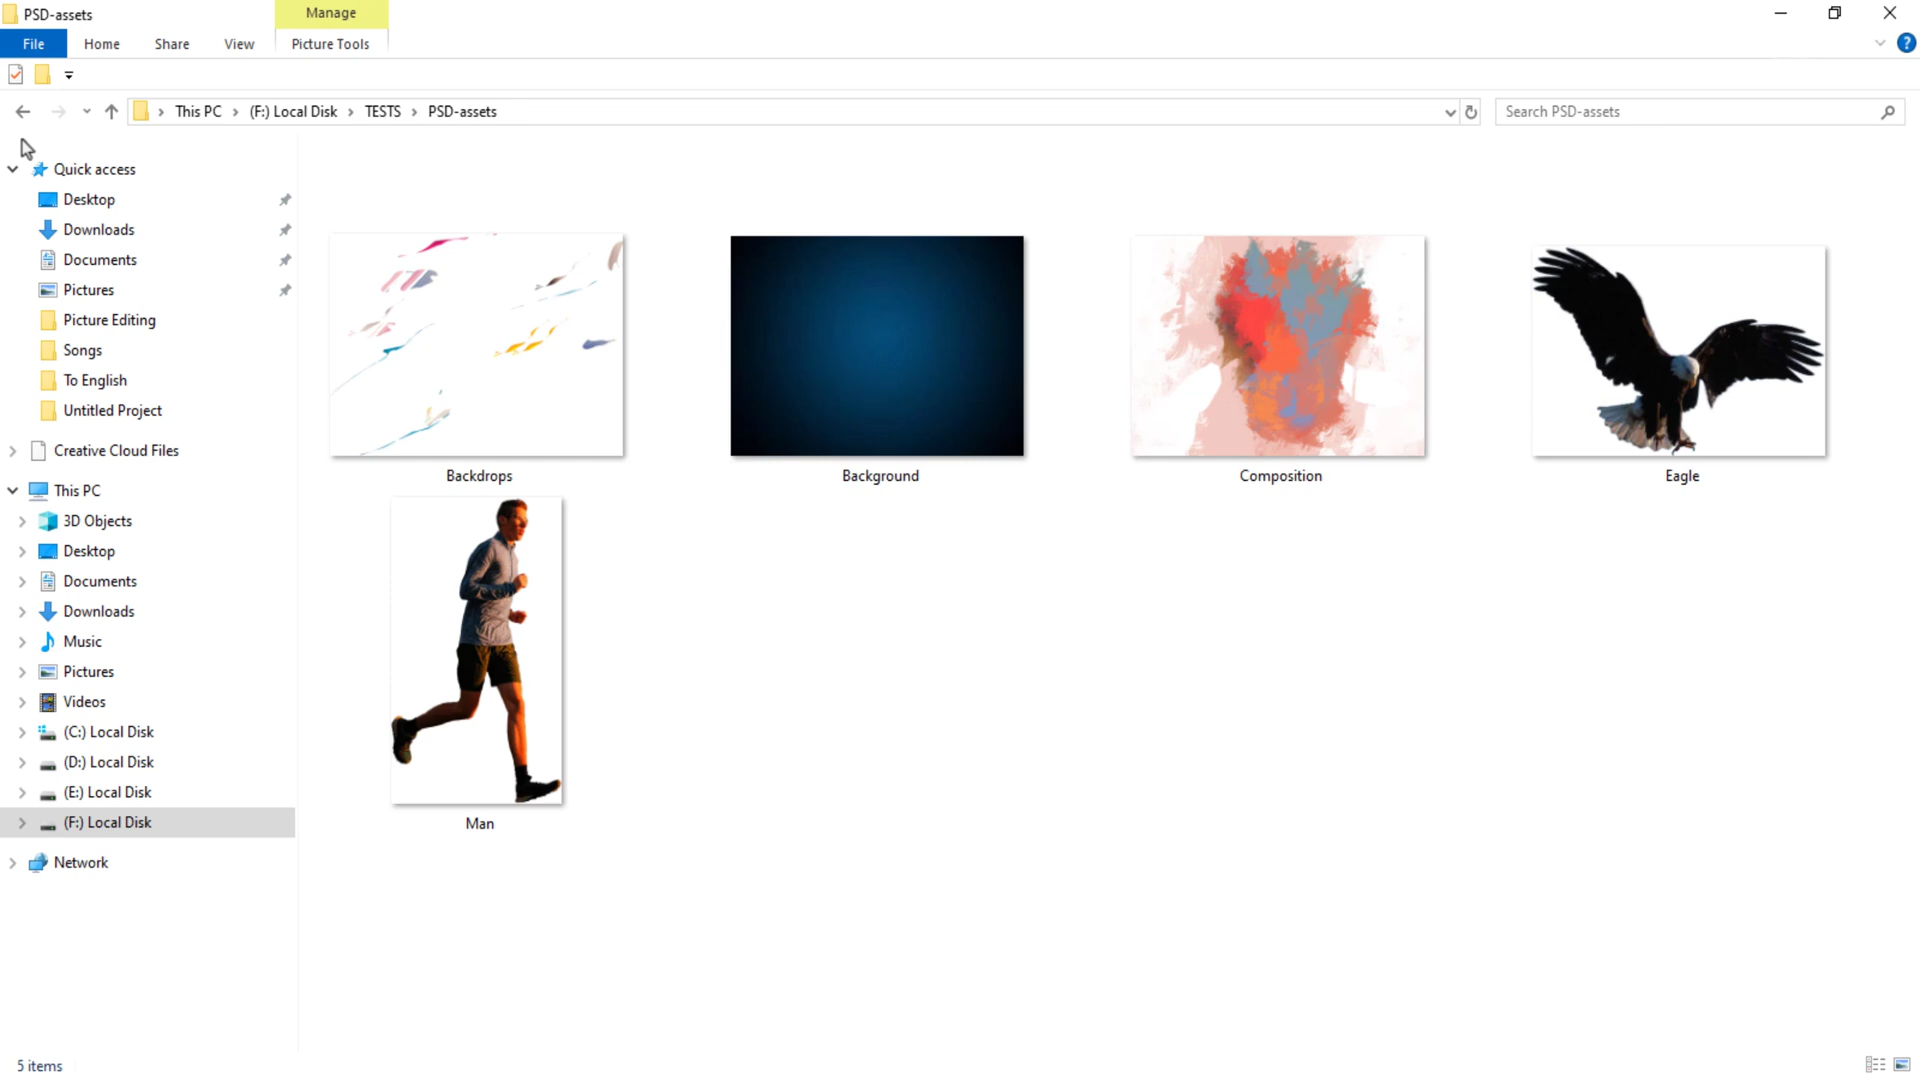 PSD-assets
Manage
File
Home
Share
View
Picture Tools
This PC
(F:) Local Disk
TESTS
PSD-assets
Search PSD-assets
Quick access
Desktop
Downloads
Documents
Pictures
Picture Editing
Songs
To English
Untitled Project
Creative Cloud Files
This PC
3D Objects
Desktop
Documents
Downloads
Music
Pictures
Videos
(C:) Local Disk
(D:) Local Disk
(E:) Local Disk
(F:) Local Disk
Network
Backdrops
Background
Composition
Eagle
Man
5 items